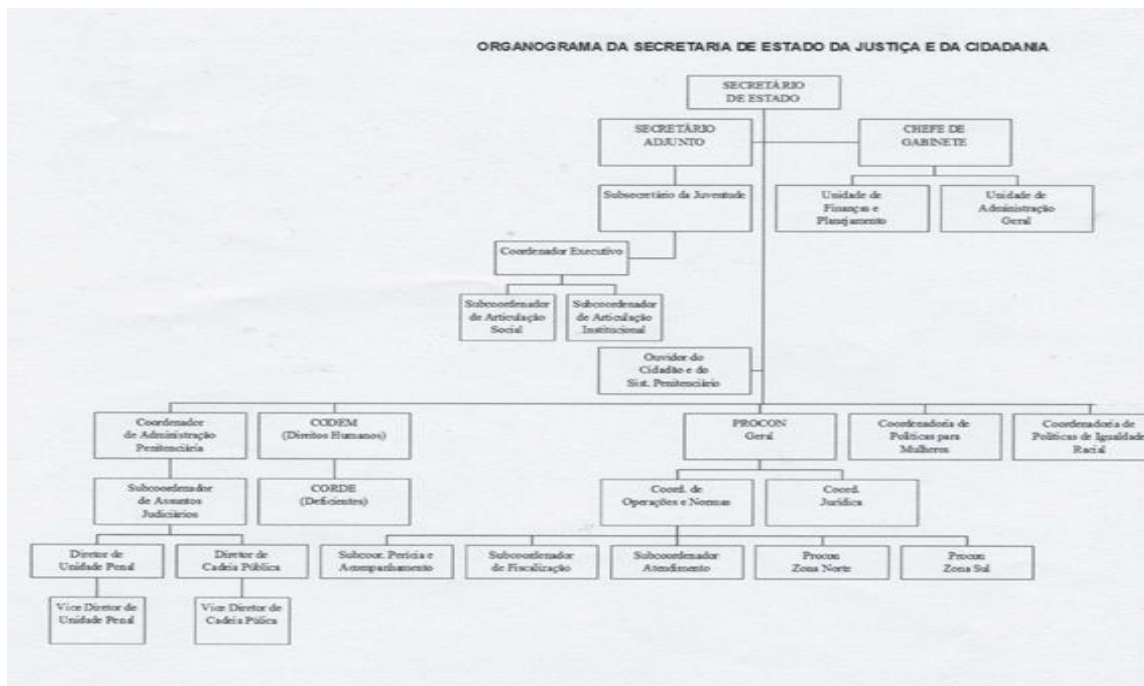 ORGANOGRAMA DA SECRETARIA DE ESTADO DA JUSTIÇA E DA CIDADANIA
SECRETÁRIO
DE ESTADO
SECRETÁRIO
ADJUNTO
CHEFE DE
GABINETE
Subsecretário da Juventude
Unidade de
Finanças e
Planejamento
Unidade de
Administração
Geral
Coordenador Executivo
Subcoordenador
de Articulação
Social
Subcoordenador
de Articulação
Institucional
Ouvidor do
Cidadão e do
Sist. Penitenciário
Coordenador
de Administração
Penitenciária
CODEM
(Direitos Humanos)
PROCON
Geral
Coordenadoria de
Políticas para
Mulheres
Coordenadoria de
Políticas de Igualdade
Racial
Subcoordenador
de Assuntos
Judiciários
CORDE
(Deficientes)
Coord. de
Operações e Normas
Coord.
Jurídica
Diretor de
Unidade Penal
Diretor de
Cadeia Pública
Subcoor. Perícia e
Acompanhamento
Subcoordenador
de Fiscalização
Subcoordenador
Atendimento
Procon
Zona Norte
Procon
Zona Sul
Vice Diretor de
Unidade Penal
Vice Diretor de
Cadeia Púlica